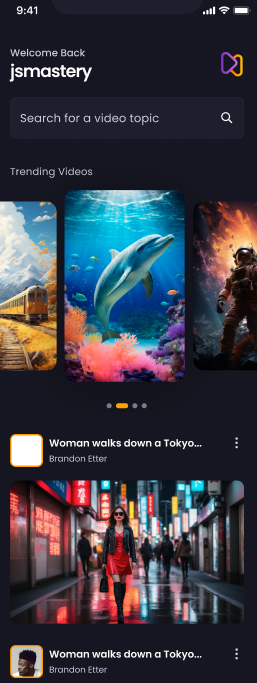 9:41
Welcome Back
jsmastery
Search for a video topic
Trending Videos
Woman walks down a Tokyo...
Brandon Etter
Woman walks down a Tokyo...
Brandon Etter